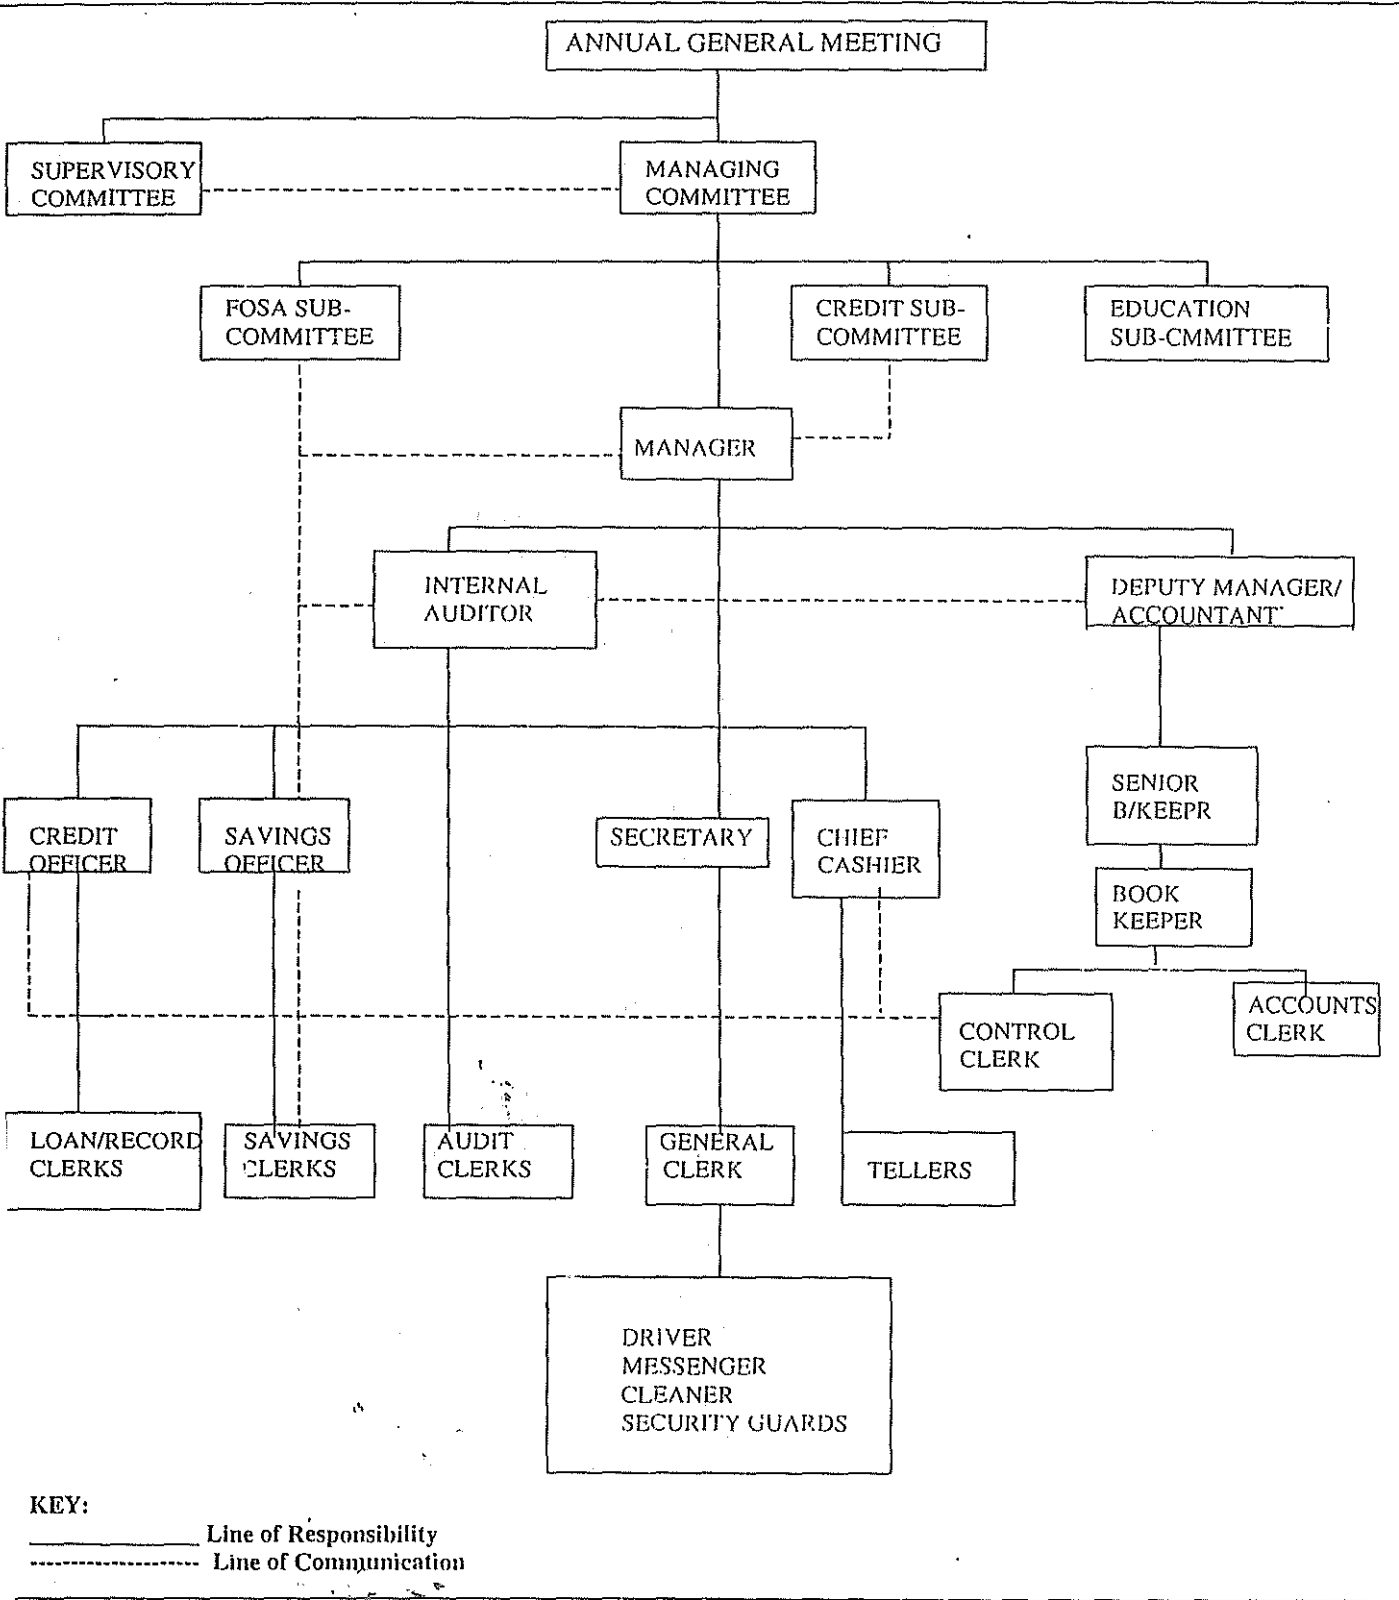 ANNUAL GENERAL MEETING
SUPERVISORY
COMMITTEE
MANAGING
COMMITTEE
FOSA SUB-
COMMITTEE
CREDIT SUB-
COMMITTEE
EDUCATION
SUB-CMMITTEE
MANAGER
INTERNAL
AUDITOR
DEPUTY MANAGER/
ACCOUNTANT
CREDIT
OFFICER
SAVINGS
OFFICER
SECRETARY
CHIEF
CASHIER
SENIOR
B/KEEPR
BOOK
KEEPER
CONTROL
CLERK
ACCOUNTS
CLERK
LOAN/RECORD
CLERKS
SAVINGS
CLERKS
AUDIT
CLERKS
GENERAL
CLERK
TELLERS
DRIVER
MESSENGER
CLEANER
SECURITY GUARDS
KEY:
Line of Responsibility
Line of Communication